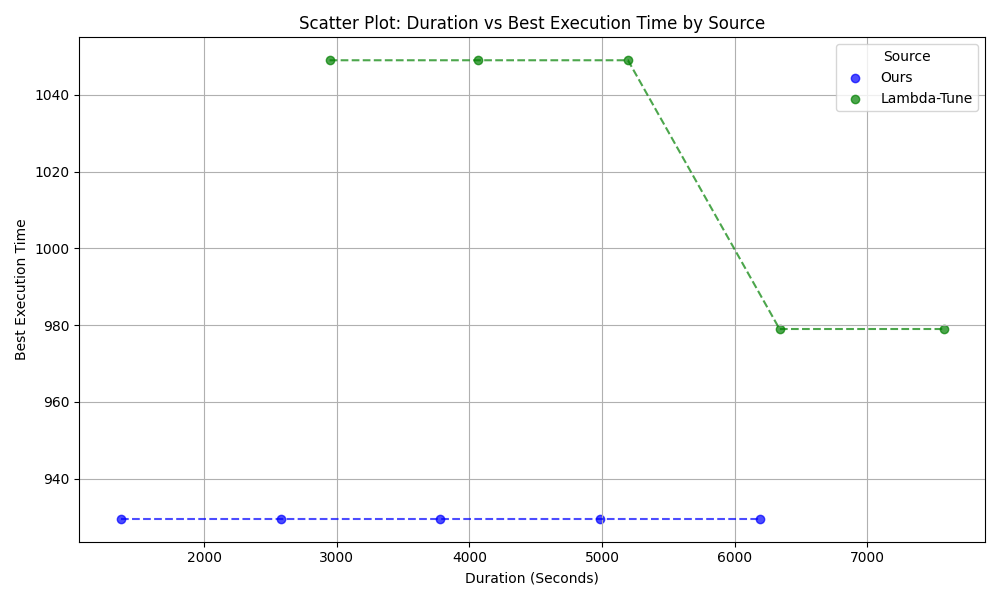 Scatter Plot: Duration vs Best Execution Time by Source
Source
Ours
Lambda-Tune
Best Execution Time
1040
1020
1000
980
960
940
2000
3000
4000
5000
6000
7000
Duration (Seconds)